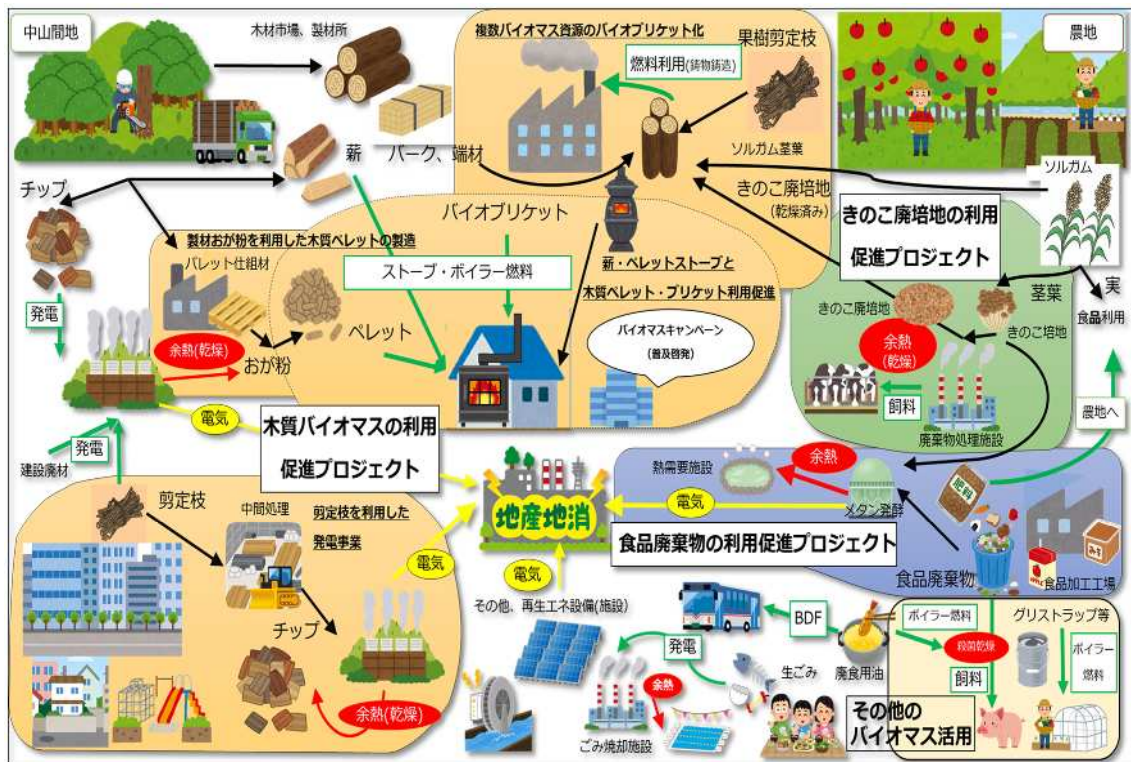 中山間地
木材市場、製材所
複数バイオマス資源のバイオブリケット化
果樹剪定枝
燃料利用(鋳物鋳造)
農地
薪
バーク、端材
ソルガム茎葉
ソルガム
チップ
きのこ廃培地
(乾燥済み)
きのこ廃培地の利用
促進プロジェクト
バイオブリケット
製材おが粉を利用した木質ペレットの製造
パレット仕組材
ストーブ・ボイラー燃料
薪・ペレットストーブと
木質ペレット・ブリケット利用促進
茎葉
実
食品利用
きのこ廃培地
きのこ培地
発電
余熱(乾燥)
おが粉
ペレット
バイオマスキャンペーン
(普及啓発)
余熱
(乾燥)
飼料
廃棄物処理施設
農地へ
電気
木質バイオマスの利用
促進プロジェクト
発電
建設廃材
熱需要施設
余熱
メタン発酵
肥料
剪定枝
中間処理
剪定枝を利用した
発電事業
地産地消
電気
食品廃棄物の利用促進プロジェクト
みそ
食品廃棄物
食品加工工場
電気
電気
その他、再生エネ設備(施設)
チップ
BDF
ボイラー燃料
グリストラップ等
発電
殺菌乾燥
生ごみ
廃食用油
飼料
ボイラー
燃料
余熱
余熱(乾燥)
ごみ焼却施設
その他の
バイオマス活用